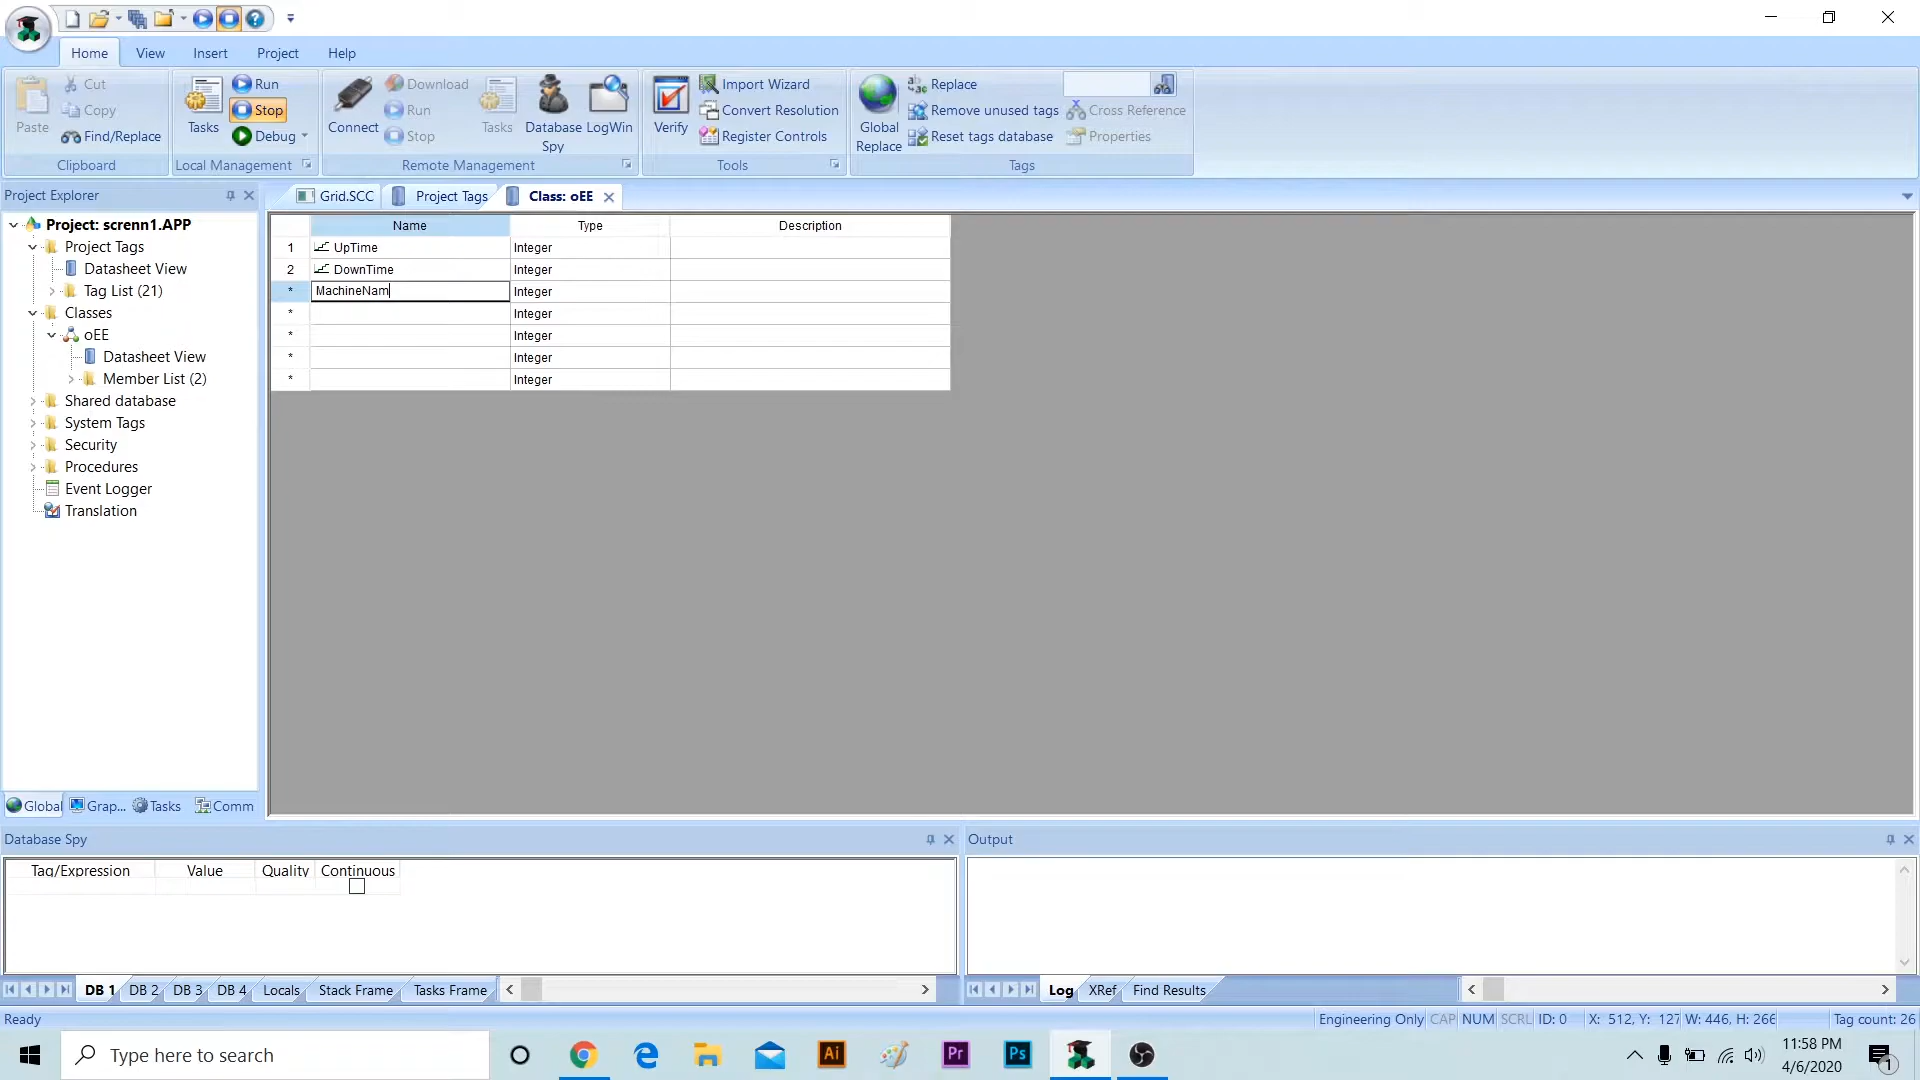 Home View Insert Project Help
Paste
Cut
Copy
Find/Replace
Clipboard
Tasks
Run
Stop
Debug
Local Management
Connect
Download
Run
Stop
Tasks
Database Spy
LogWin
Remote Management
Verify
Import Wizard
Convert Resolution
Register Controls
Tools
Global Replace
Replace
Remove unused tags
Reset tags database
Cross Reference
Properties
Tags
Project Explorer
Grid.SCC Project Tags Class: oEE
Project: screnn1.APP
Project Tags
Datasheet View
Tag List (21)
Classes
oEE
Datasheet View
Member List (2)
Shared database
System Tags
Security
Procedures
Event Logger
Translation
Name Type Description
1 UpTime Integer
2 DownTime Integer
* MachineNam Integer
* Integer
* Integer
* Integer
* Integer
Global Grap... Tasks Comm
Database Spy
Tag/Expression Value Quality Continuous
DB 1 DB 2 DB 3 DB 4 Locals Stack Frame Tasks Frame
Output
Log XRef Find Results
Ready
Engineering Only CAP NUM SCRL ID: 0 X: 512, Y: 127 W: 446, H: 266 Tag count: 26
Type here to search
Ai Pr Ps
11:58 PM
4/6/2020
1